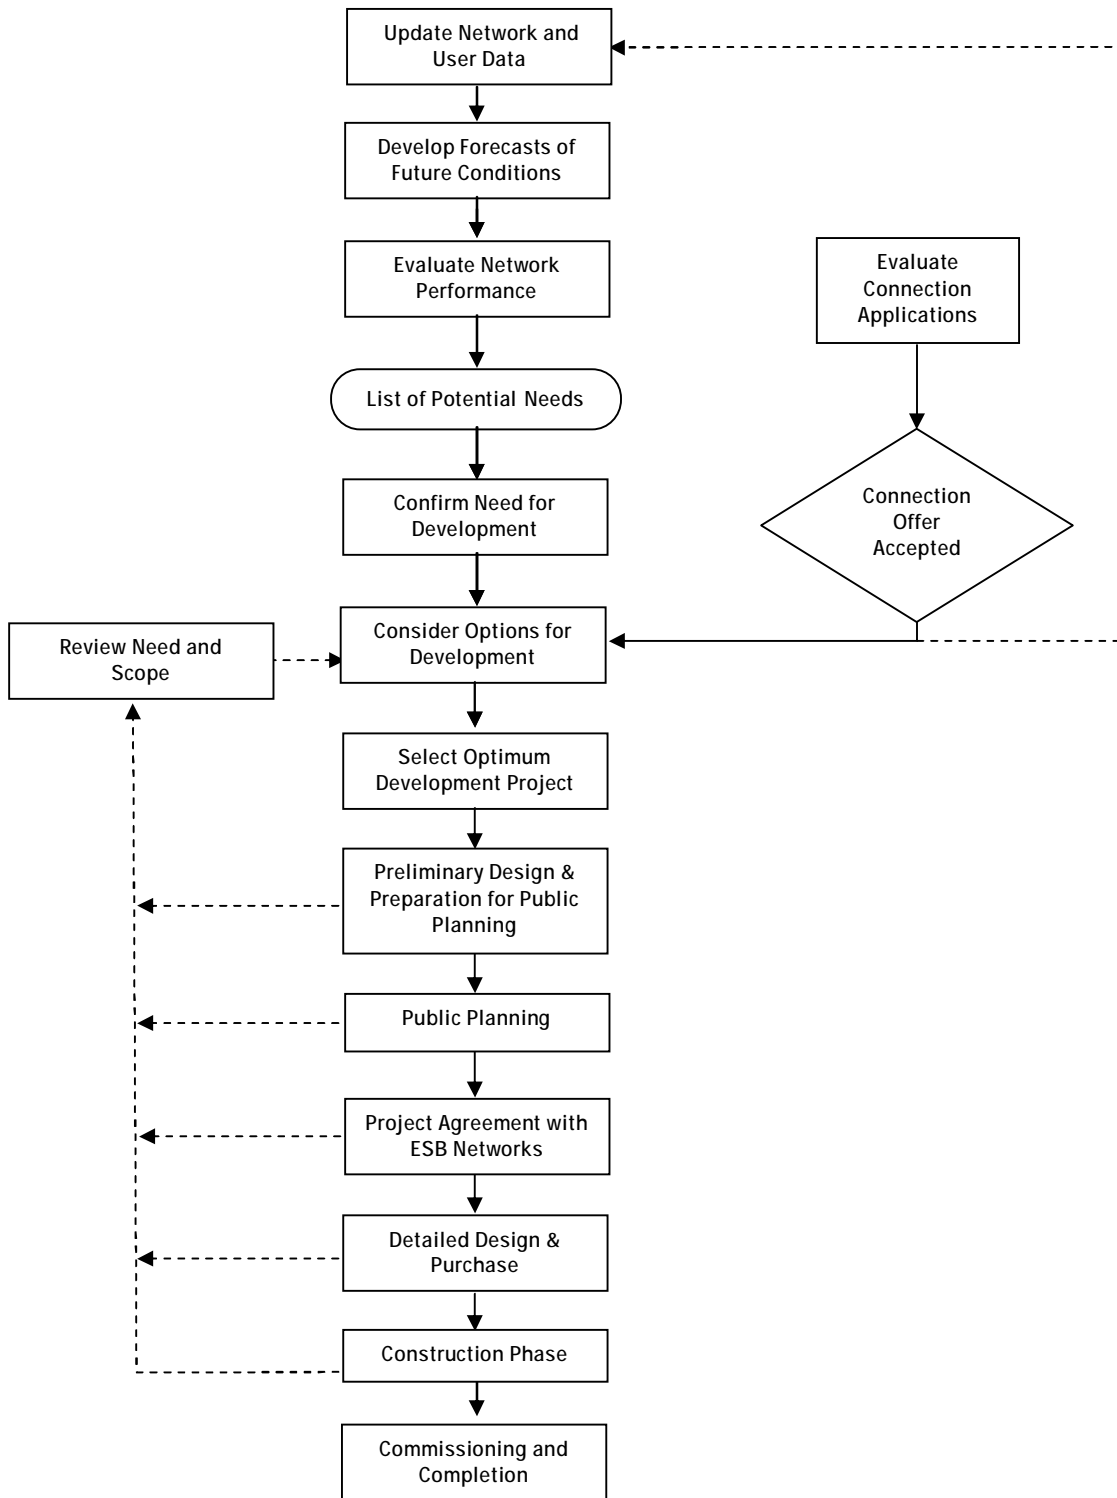 Update Network and
User Data
Develop Forecasts of
Future Conditions
Evaluate Network
Performance
Evaluate
Connection
Applications
List of Potential Needs
Connection
Offer
Accepted
Confirm Need for
Development
Review Need and
Scope
Consider Options for
Development
Select Optimum
Development Project
Preliminary Design &
Preparation for Public
Planning
Public Planning
Project Agreement with
ESB Networks
Detailed Design &
Purchase
Construction Phase
Commissioning and
Completion